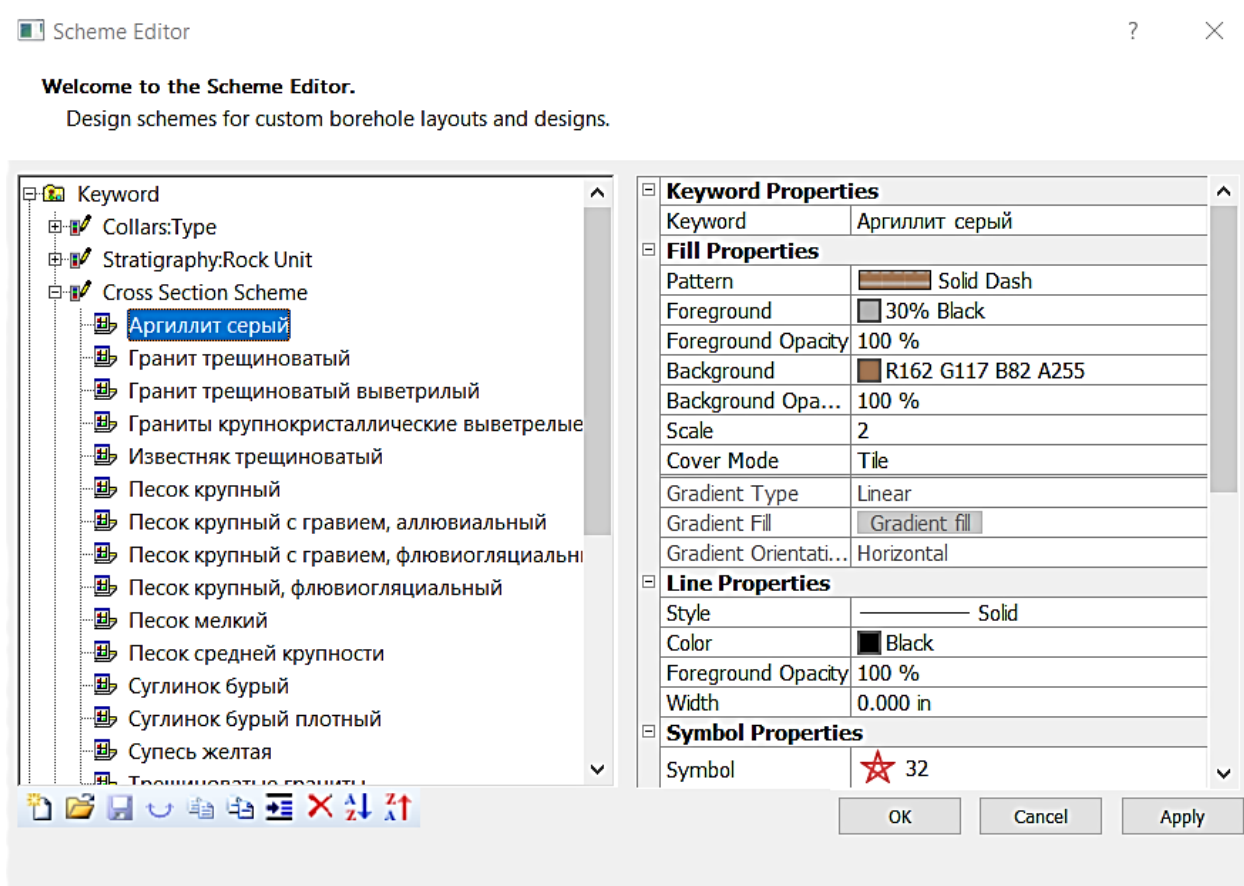 Scheme Editor
Welcome to the Scheme Editor.
Design schemes for custom borehole layouts and designs.
Keyword
Collars:Type
Stratigraphy:Rock Unit
Cross Section Scheme
Аргиллит серый
Гранит трещиноватый
Гранит трещиноватый выветрилый
Граниты крупнокристаллические выветрелые
Известняк трещиноватый
Песок крупный
Песок крупный с гравием, аллювиальный
Песок крупный с гравием, флювиогляциальн
Песок крупный, флювиогляциальный
Песок мелкий
Песок средней крупности
Суглинок бурый
Суглинок бурый плотный
Супесь желтая
Трещиноватые граниты
Keyword Properties
Keyword Аргиллит серый
Fill Properties
Pattern Solid Dash
Foreground 30% Black
Foreground Opacity 100 %
Background R162 G117 B82 A255
Background Opa... 100 %
Scale 2
Cover Mode Tile
Gradient Type Linear
Gradient Fill Gradient fill
Gradient Orientati... Horizontal
Line Properties
Style Solid
Color Black
Foreground Opacity 100 %
Width 0.000 in
Symbol Properties
Symbol 32
OK Cancel Apply